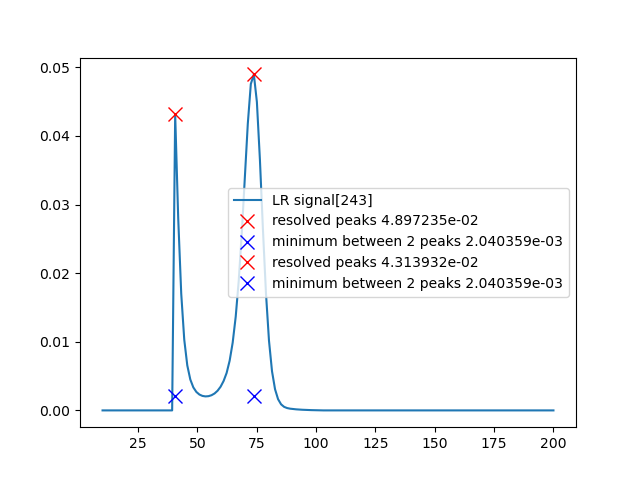 0.05
0.04
0.03
0.02
0.01
0.00
LR signal[243]
resolved peaks 4.897235e-02
minimum between 2 peaks 2.040359e-03
resolved peaks 4.313932e-02
minimum between 2 peaks 2.040359e-03
25 50 75 100 125 150 175 200